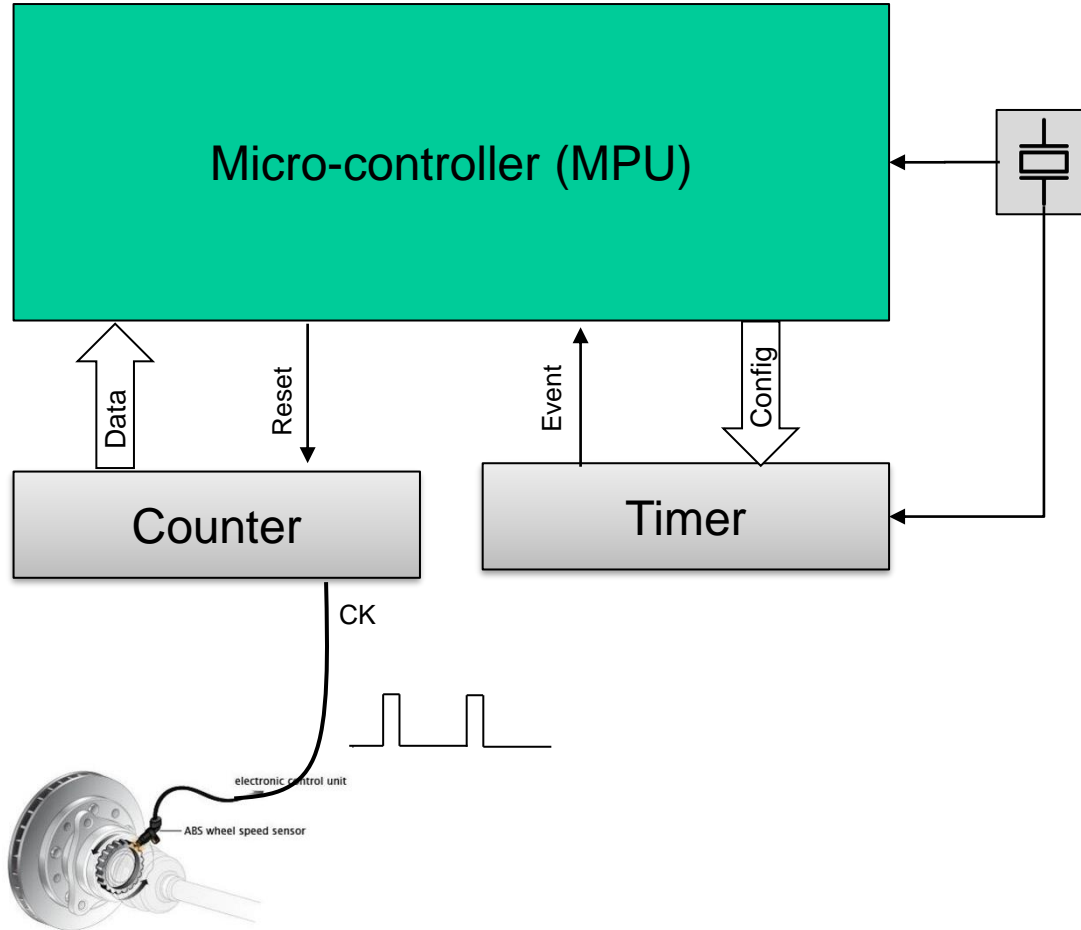 Micro-controller (MPU)
Data
Reset
Event
Config
Counter
Timer
CK
electronic control unit
ABS wheel speed sensor